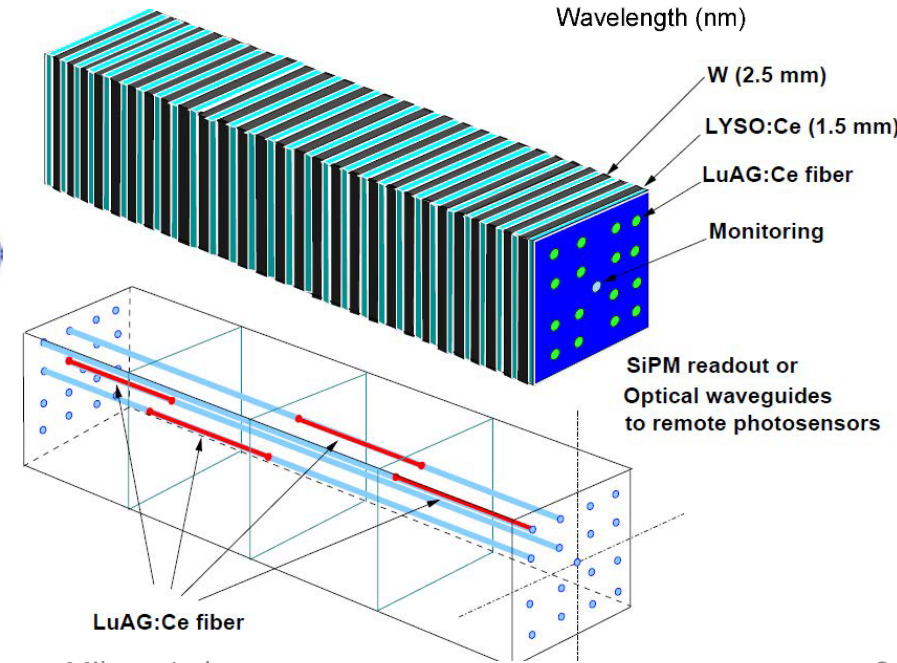 Wavelength (nm)
W (2.5 mm)
LYSO:Ce (1.5 mm)
LuAG:Ce fiber
Monitoring
SiPM readout or
Optical waveguides
to remote photosensors
LuAG:Ce fiber